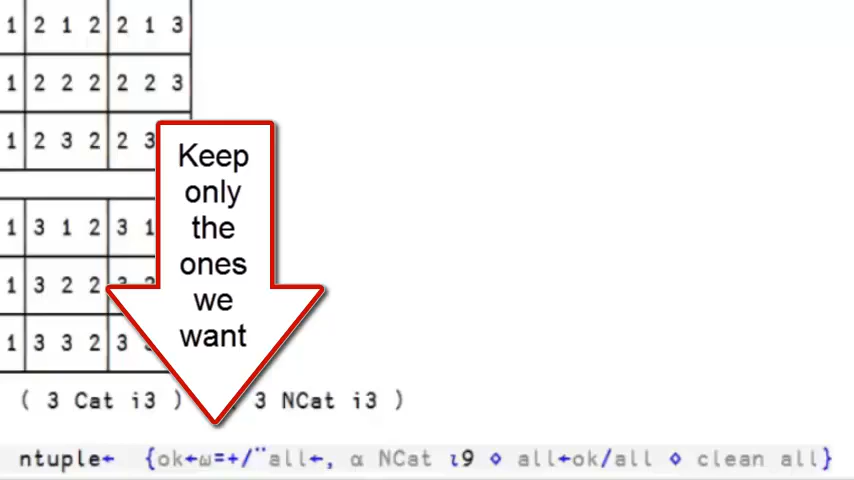 1 2 1 2 2 1 3
1 2 2 2 2 2 3
1 2 3 2 2 3
Keep
only
the
ones
we
want
1 3 1 2 3 1
1 3 2 2
1 3 3 2 3
( 3 Cat i3 ) 3 NCat i3 )
ntuple← {ok←ω=+/¨all←, α NCat ⍳9 ⋄ all←ok/all ⋄ clean all}